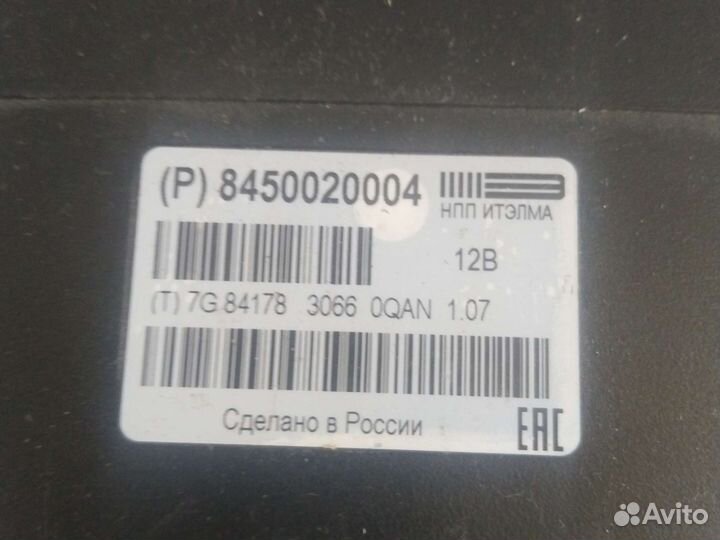 (P) 8450020004
НПП ИТЭЛМА
12В
(T) 7G 84178 3066 0QAN 1.07
Сделано в России
EAC
Avito